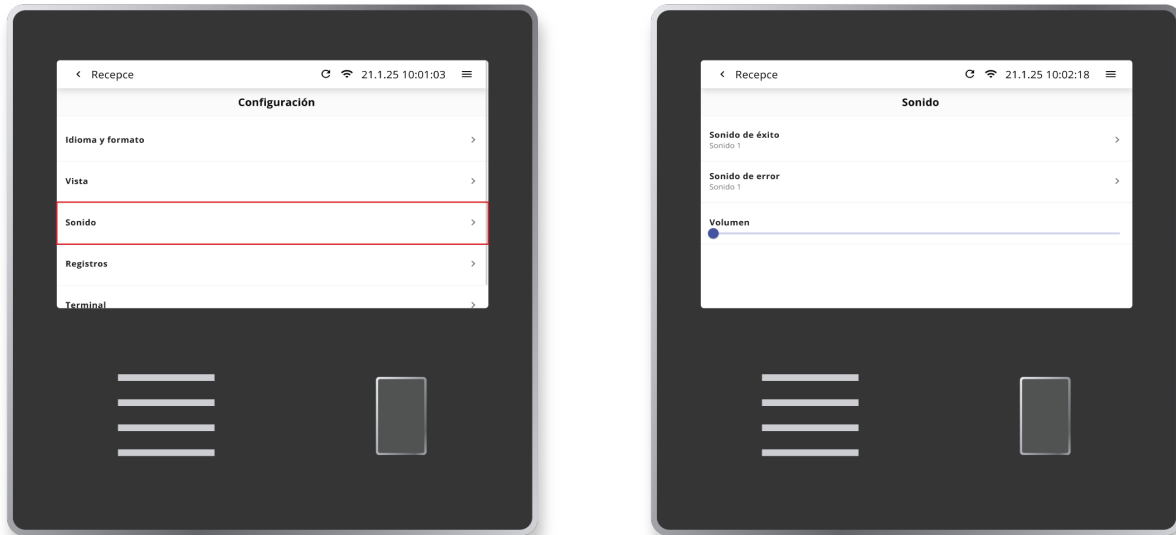 Recepce 21.1.25 10:01:03
Configuración
Idioma y formato
Vista
Sonido
Registros
Terminal
Recepce 21.1.25 10:02:18
Sonido
Sonido de éxito
Sonido 1
Sonido de error
Sonido 1
Volumen